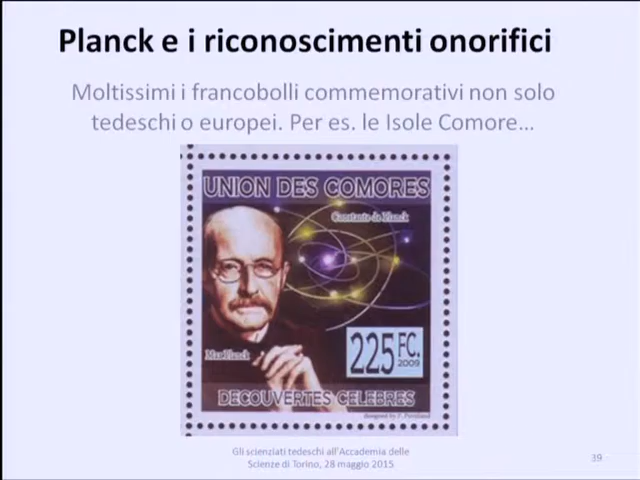 Planck e i riconoscimenti onorifici
Moltissimi i francobolli commemorativi non solo
tedeschi o europei. Per es. le Isole Comore...
UNION DES COMORES
Constante de Planck
Max Planck
225 FC.
2009
DECOUVERTES CELEBRES
Gli scienziati tedeschi all'Accademia delle
Scienze di Torino, 28 maggio 2015
39